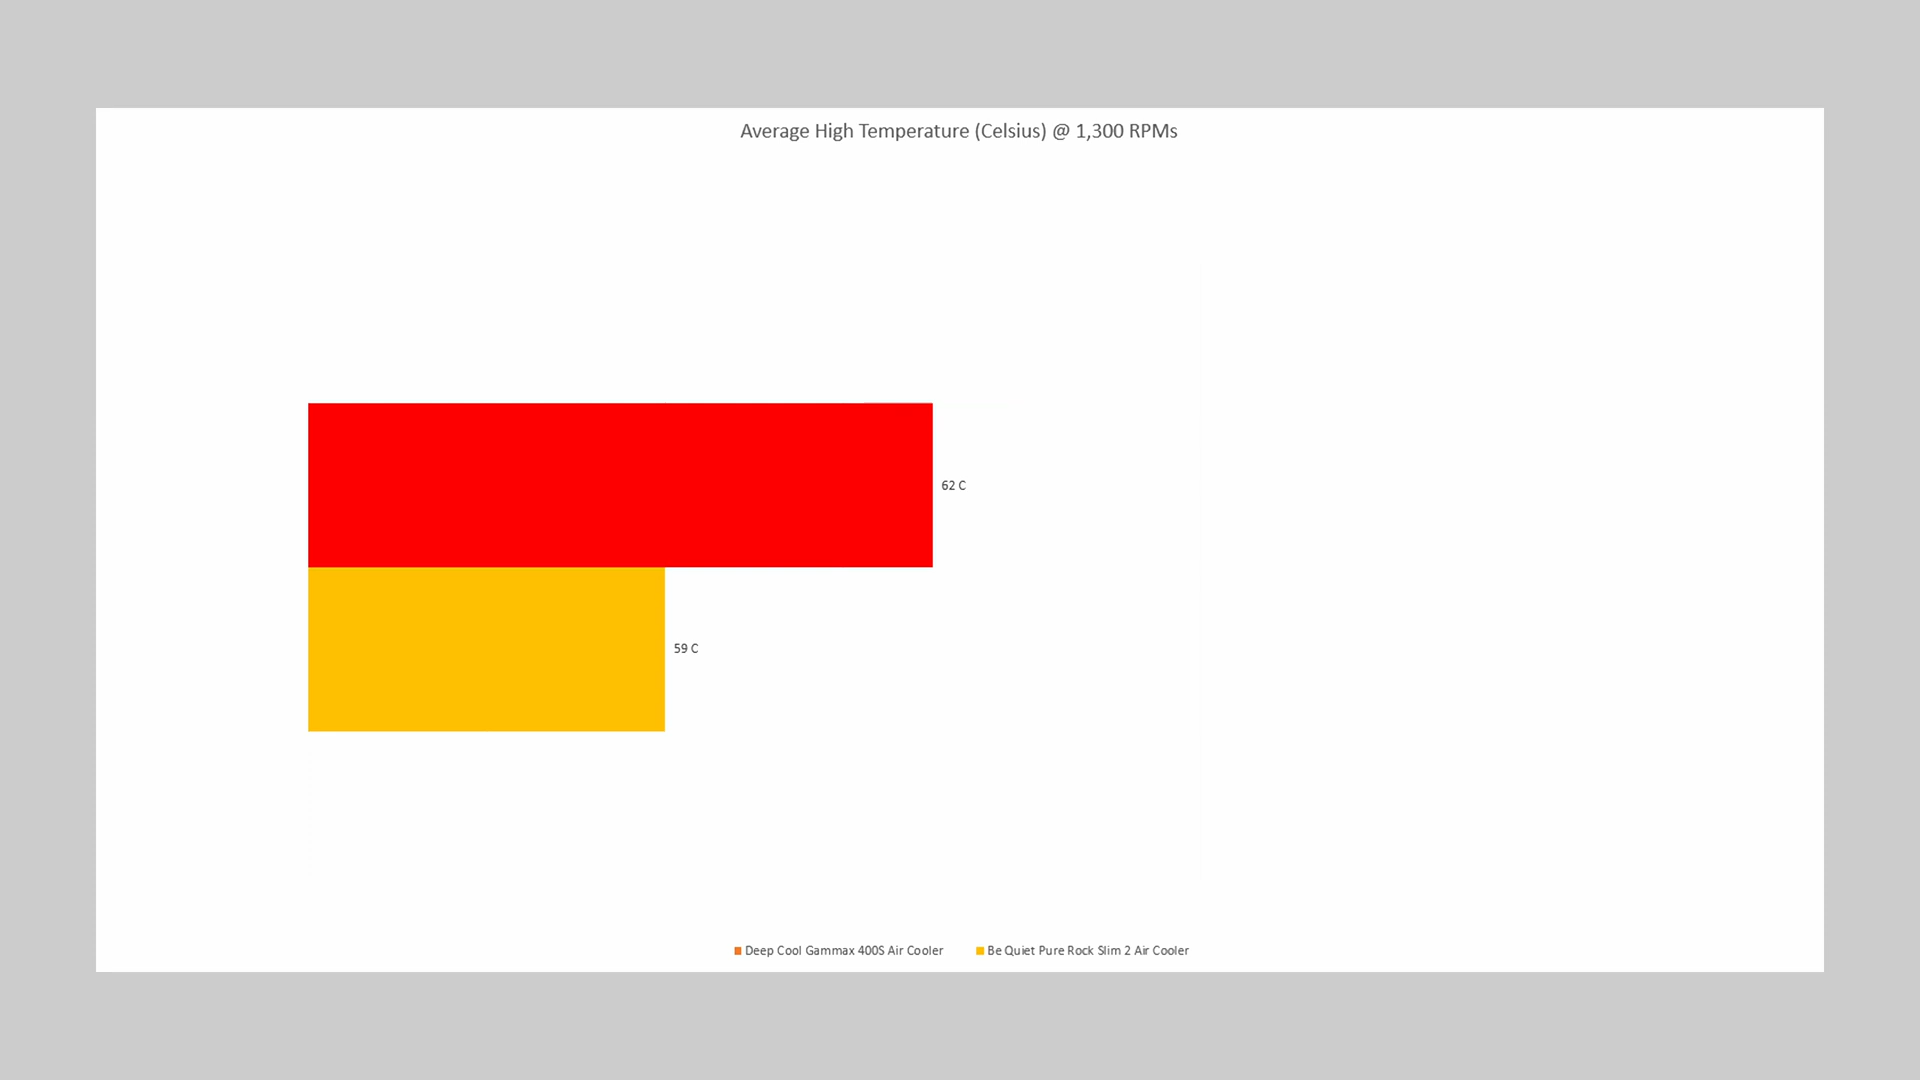 Average High Temperature (Celsius) @ 1,300 RPMs
62 C
59 C
Deep Cool Gammax 400S Air Cooler
Be Quiet Pure Rock Slim 2 Air Cooler